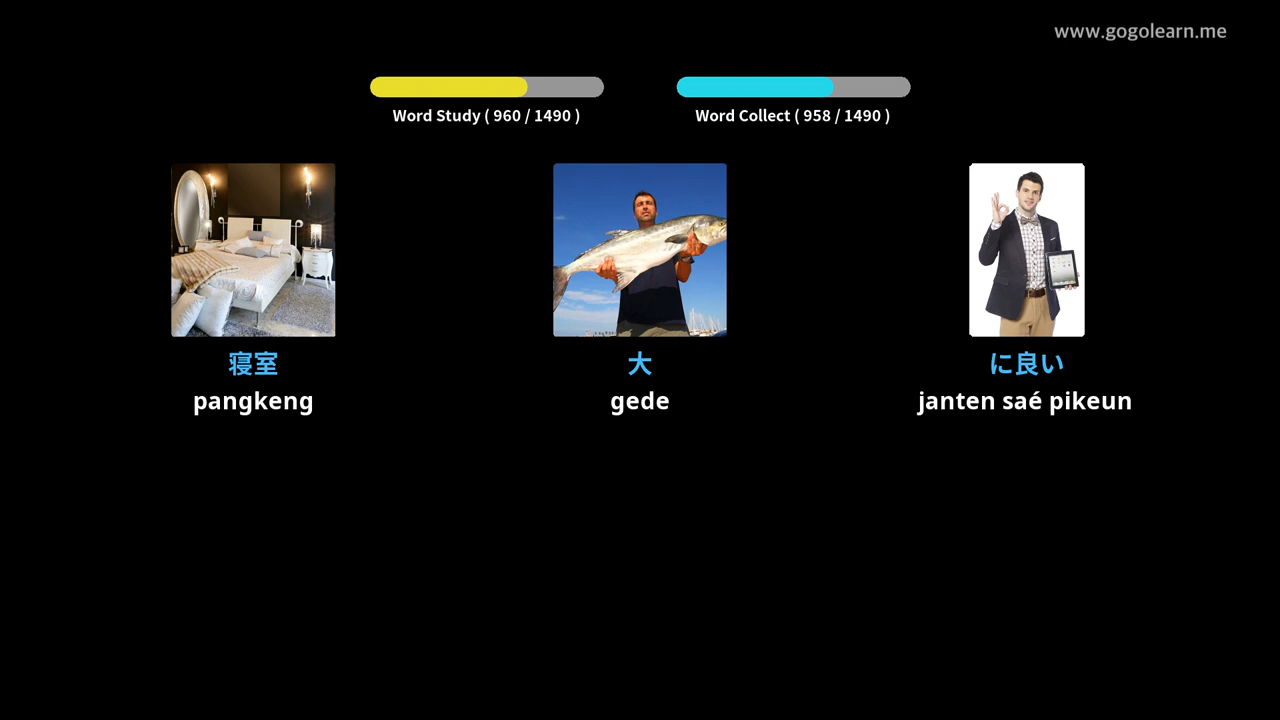 www.gogolearn.me
Word Study ( 960 / 1490 )
Word Collect ( 958 / 1490 )
寝室
pangkeng
大
gede
に良い
janten saé pikeun